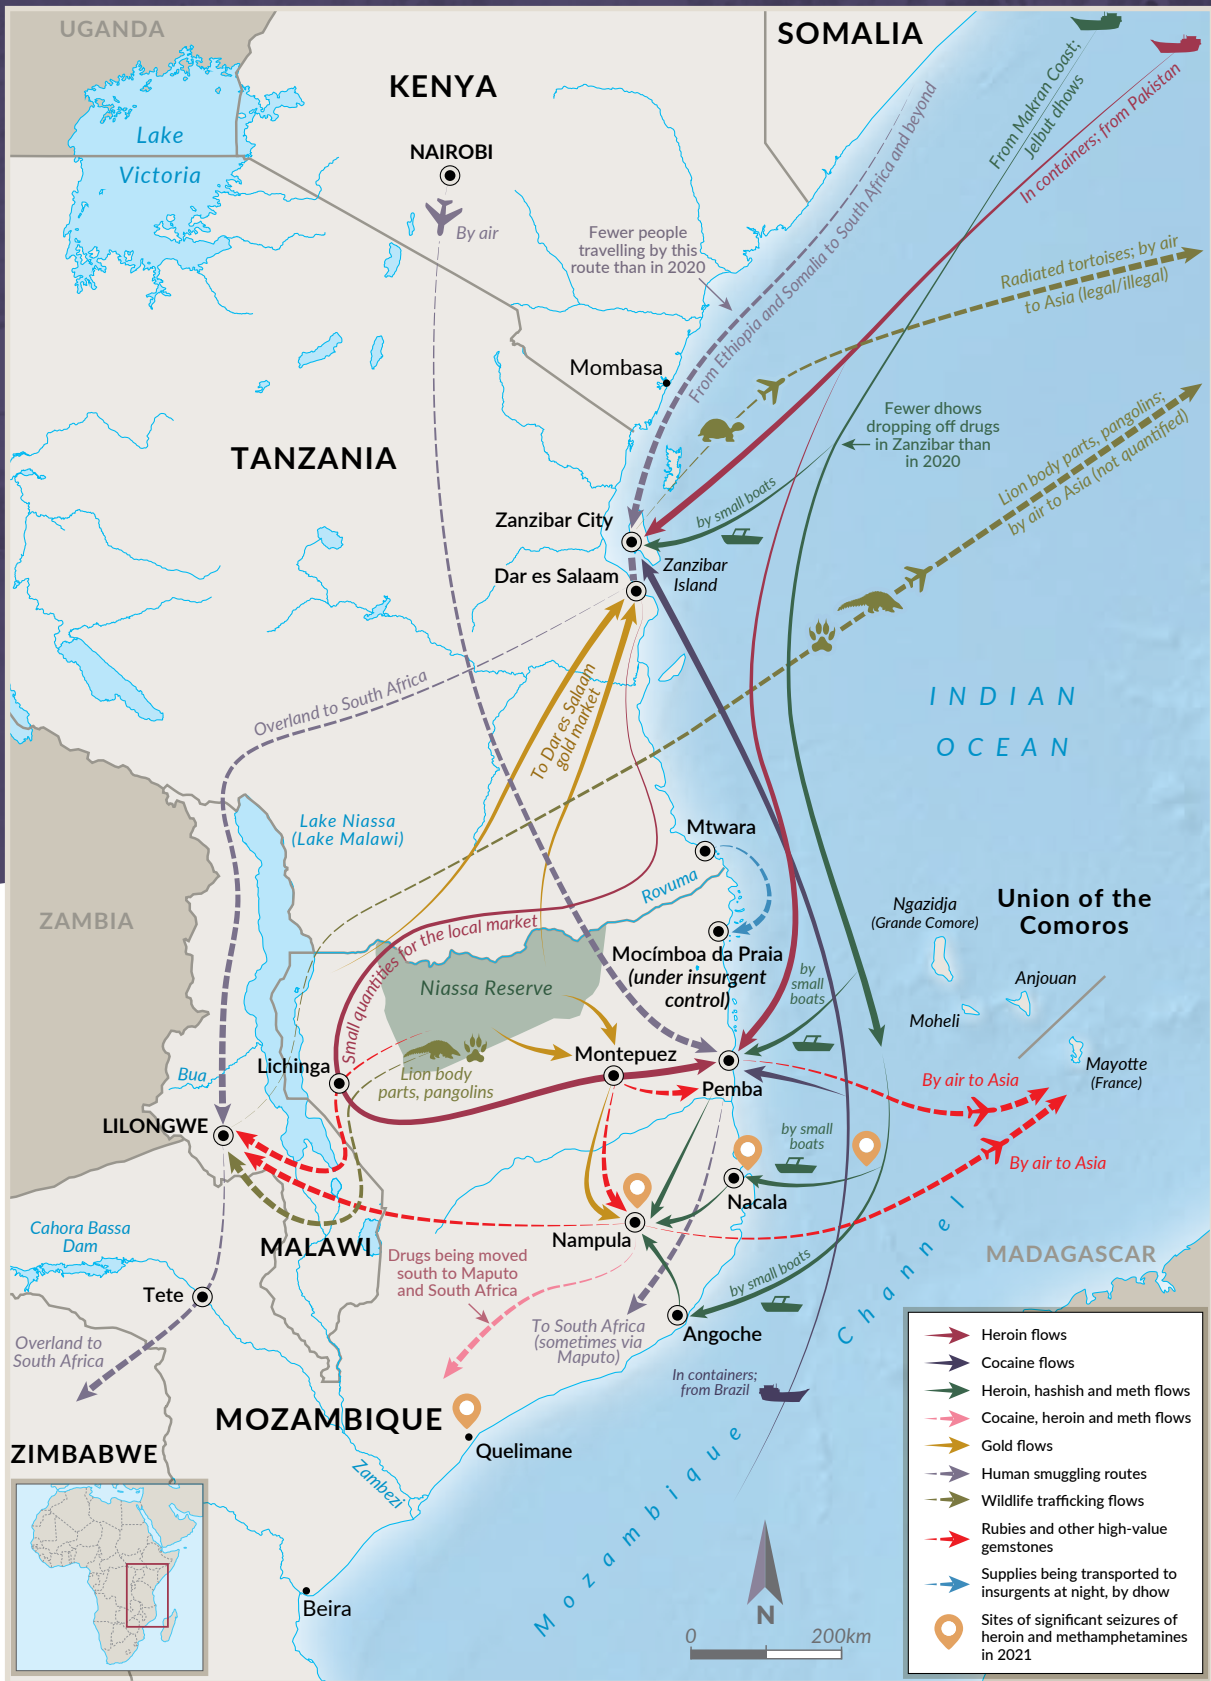 UGANDA
SOMALIA
KENYA
Lake
Victoria
NAIROBI
By air
From Makran Coast;
Jelbut dhows
In containers; from Pakistan
Fewer people
travelling by this
route than in 2020
From Ethiopia and Somalia to South Africa and beyond
Radiated tortoises; by air
to Asia (legal/illegal)
Mombasa
Fewer dhows
dropping off drugs
in Zanzibar than
in 2020
Lion body parts, pangolins;
by air to Asia (not quantified)
TANZANIA
by small boats
Zanzibar City
Zanzibar
Island
Dar es Salaam
Overland to South Africa
To Dar es Salaam
gold market
INDIAN
OCEAN
Lake Niassa
(Lake Malawi)
Mtwara
Rovuma
ZAMBIA
Ngazidja
(Grande Comore)
Union of the
Comoros
Small quantities for the local market
Mocímboa da Praia
(under insurgent
control)
by
small
boats
Anjouan
Moheli
Niassa Reserve
Mayotte
(France)
Montepuez
Lichinga
Bua
Lion body
parts, pangolins
Pemba
By air to Asia
LILONGWE
by small
boats
By air to Asia
Nacala
Cahora Bassa
Dam
MALAWI
Nampula
Drugs being moved
south to Maputo
and South Africa
MADAGASCAR
Tete
by small boats
Overland to
South Africa
To South Africa
(sometimes via
Maputo)
Angoche
In containers;
from Brazil
Mozambique Channel
MOZAMBIQUE
Quelimane
ZIMBABWE
Zambezi
Beira
N
0 200km
Heroin flows
Cocaine flows
Heroin, hashish and meth flows
Cocaine, heroin and meth flows
Gold flows
Human smuggling routes
Wildlife trafficking flows
Rubies and other high-value
gemstones
Supplies being transported to
insurgents at night, by dhow
Sites of significant seizures of
heroin and methamphetamines
in 2021